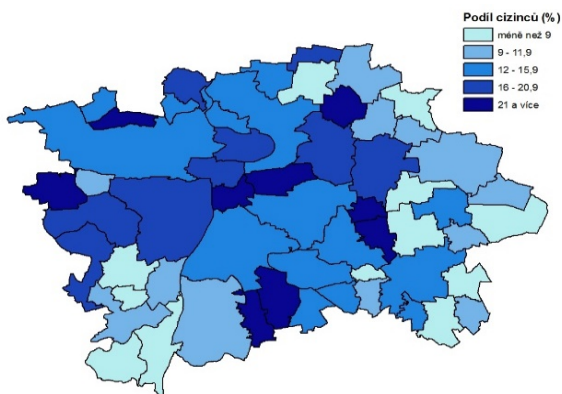 Podíl cizinců (%)
méně než 9
9 - 11,9
12 - 15,9
16 - 20,9
21 a více